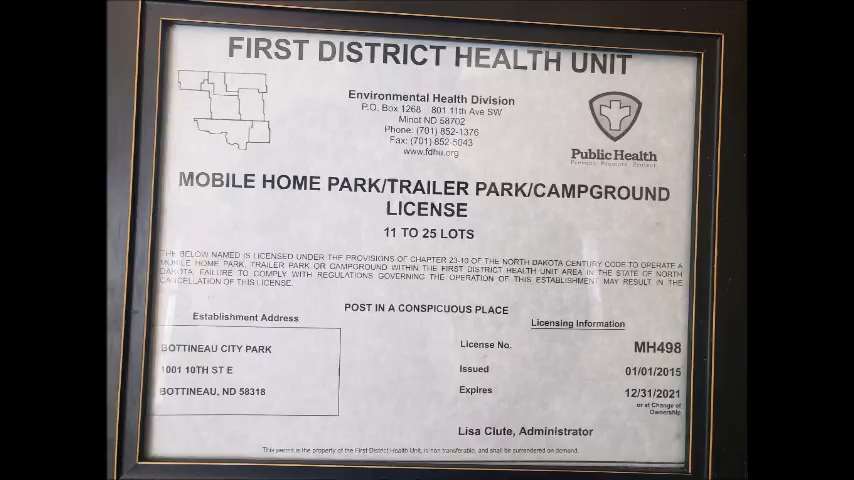 FIRST DISTRICT HEALTH UNIT
Environmental Health Division
P.O. Box 1268 801 11th Ave SW
Minot ND 58702
Phone: (701) 852-1376
Fax: (701) 852-5043
www.fdhu.org
Public Health
Prevent. Promote. Protect.
MOBILE HOME PARK/TRAILER PARK/CAMPGROUND
LICENSE
11 TO 25 LOTS
THE BELOW NAMED IS LICENSED UNDER THE PROVISIONS OF CHAPTER 23-10 OF THE NORTH DAKOTA CENTURY CODE TO OPERATE A
MOBILE HOME PARK, TRAILER PARK OR CAMPGROUND WITHIN THE FIRST DISTRICT HEALTH UNIT AREA IN THE STATE OF NORTH
DAKOTA. FAILURE TO COMPLY WITH REGULATIONS GOVERNING THE OPERATION OF THIS ESTABLISHMENT MAY RESULT IN THE
CANCELLATION OF THIS LICENSE.
POST IN A CONSPICUOUS PLACE
Establishment Address
BOTTINEAU CITY PARK
1001 10TH ST E
BOTTINEAU, ND 58318
Licensing Information
License No. MH498
Issued 01/01/2015
Expires 12/31/2021
or at Change of
Ownership
Lisa Clute, Administrator
This permit is the property of the First District Health Unit, is non transferable, and shall be surrendered on demand.